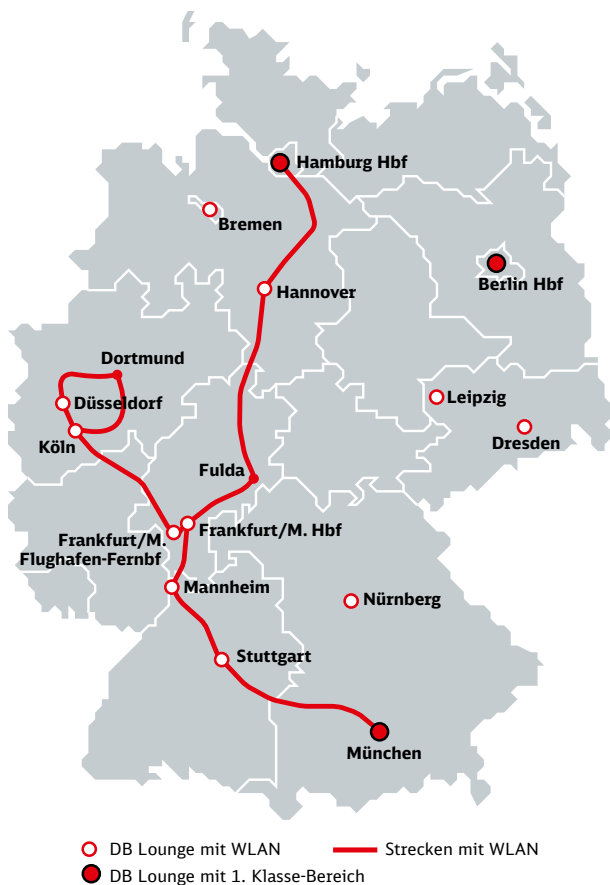 Hamburg Hbf
Bremen
Berlin Hbf
Hannover
Dortmund
Düsseldorf
Leipzig
Köln
Dresden
Fulda
Frankfurt/M. Hbf
Frankfurt/M.
Flughafen-Fernbf
Mannheim
Nürnberg
Stuttgart
München
DB Lounge mit WLAN
Strecken mit WLAN
DB Lounge mit 1. Klasse-Bereich